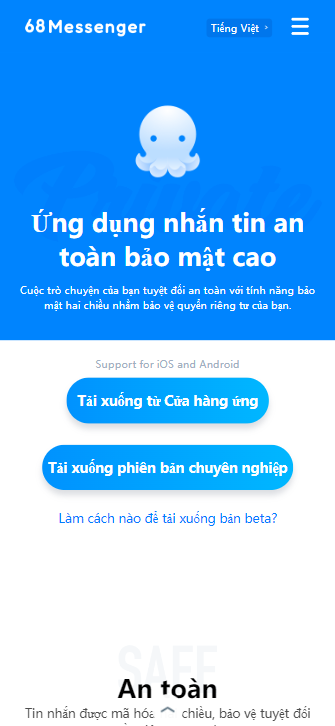 68Messenger
Tiếng Việt
Private
Ứng dụng nhắn tin an
toàn bảo mật cao
Cuộc trò chuyện của bạn tuyệt đối an toàn với tính năng bảo
mật hai chiều nhằm bảo vệ quyền riêng tư của bạn.
Support for iOS and Android
Tải xuống từ Cửa hàng ứng
Tải xuống phiên bản chuyên nghiệp
Làm cách nào để tải xuống bản beta?
SAFE
An toàn
Tin nhắn được mã hóa chiều, bảo vệ tuyệt đối